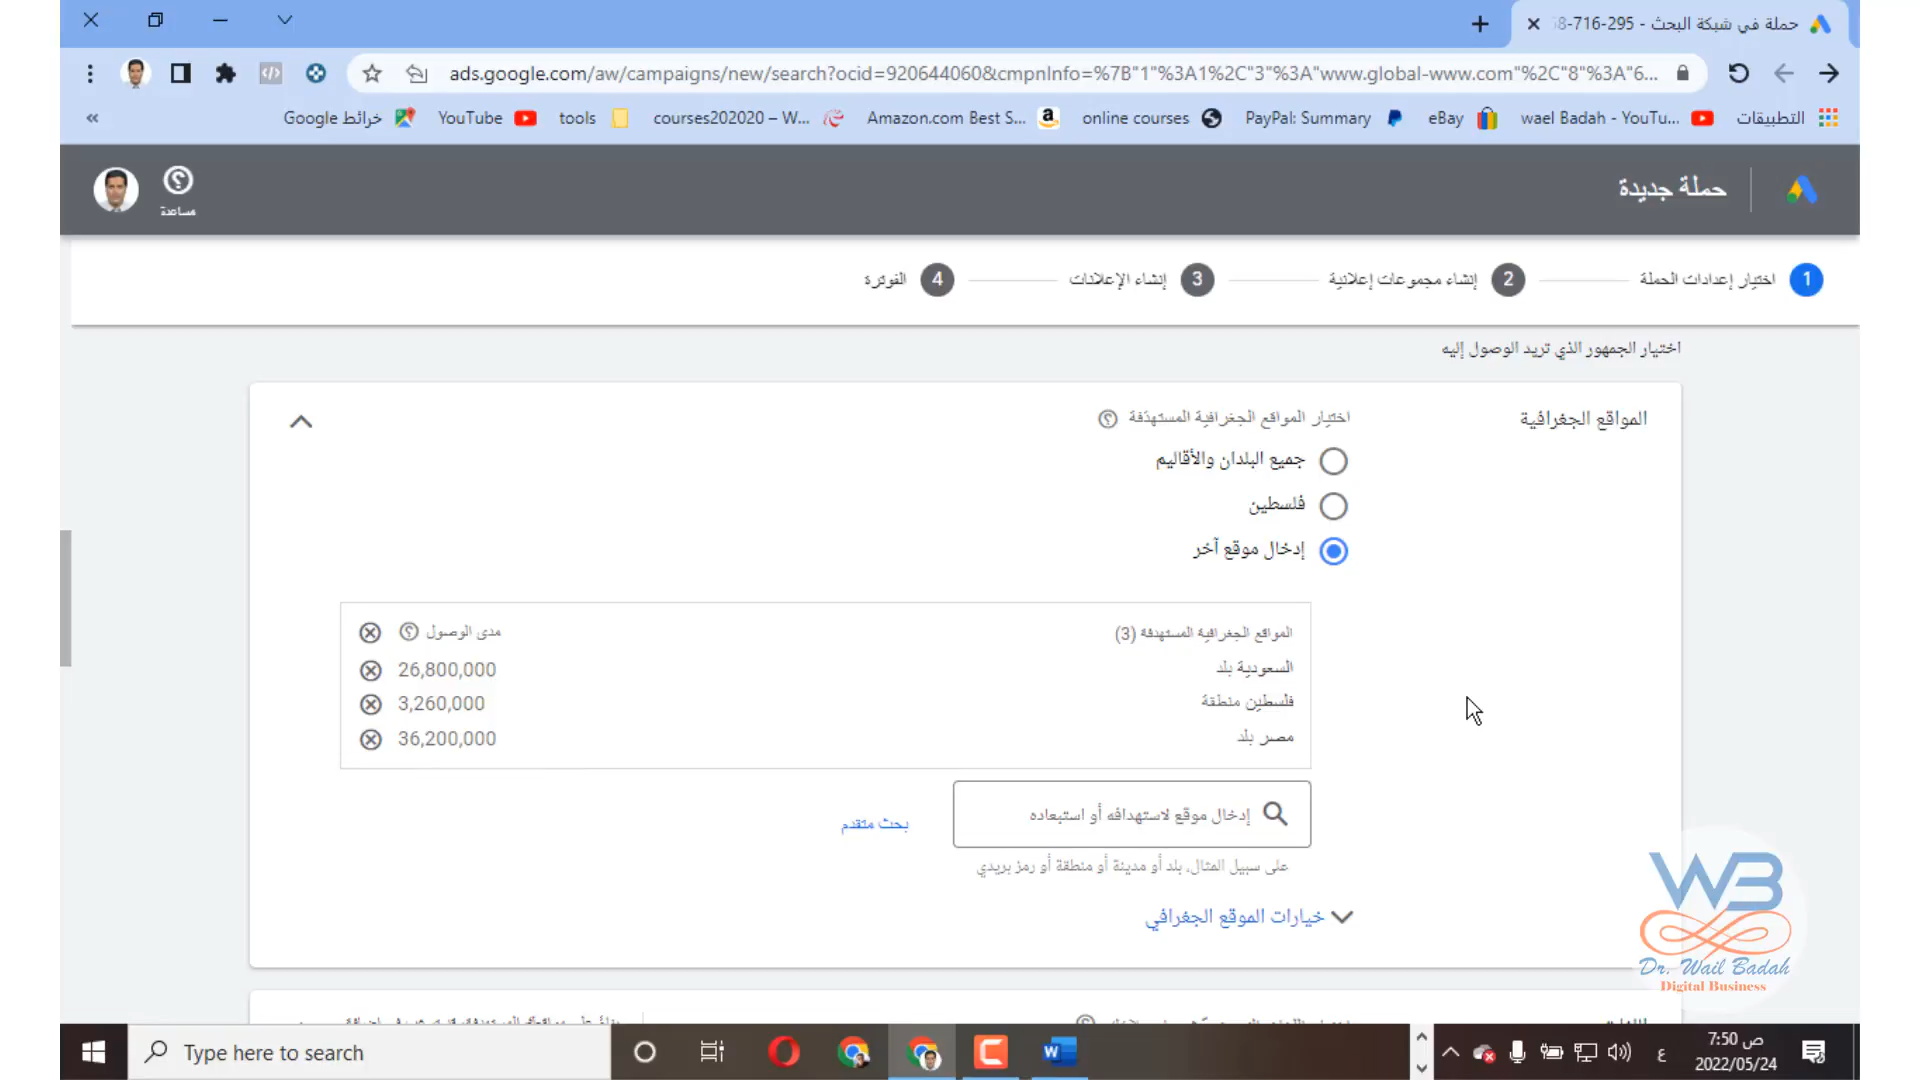 حملة في شبكة البحث - 295-716-8
ads.google.com/aw/campaigns/new/search?ocid=920644060&cmpnInfo=%7B"1"%3A1%2C"3"%3A"www.global-www.com"%2C"8"%3A"6...
التطبيقات
wael Badah - YouTu...
eBay
PayPal: Summary
online courses
Amazon.com Best S...
courses202020 – W...
tools
YouTube
خرائط Google
حملة جديدة
مساعدة
1 اختيار إعدادات الحملة
2 إنشاء مجموعات إعلانية
3 إنشاء الإعلانات
4 الفوترة
اختيار الجمهور الذي تريد الوصول إليه
المواقع الجغرافية
اختيار المواقع الجغرافية المستهدَفة
جميع البلدان والأقاليم
فلسطين
إدخال موقع آخر
المواقع الجغرافية المستهدفة (3) مدى الوصول
السعودية بلد 26,800,000
فلسطين منطقة 3,260,000
مصر بلد 36,200,000
إدخال موقع لاستهدافه أو استبعاده
بحث متقدم
على سبيل المثال، بلد أو مدينة أو منطقة أو رمز بريدي
خيارات الموقع الجغرافي
WB
Dr. Wail Badah
Digital Business
Type here to search
ع
7:50 ص
2022/05/24